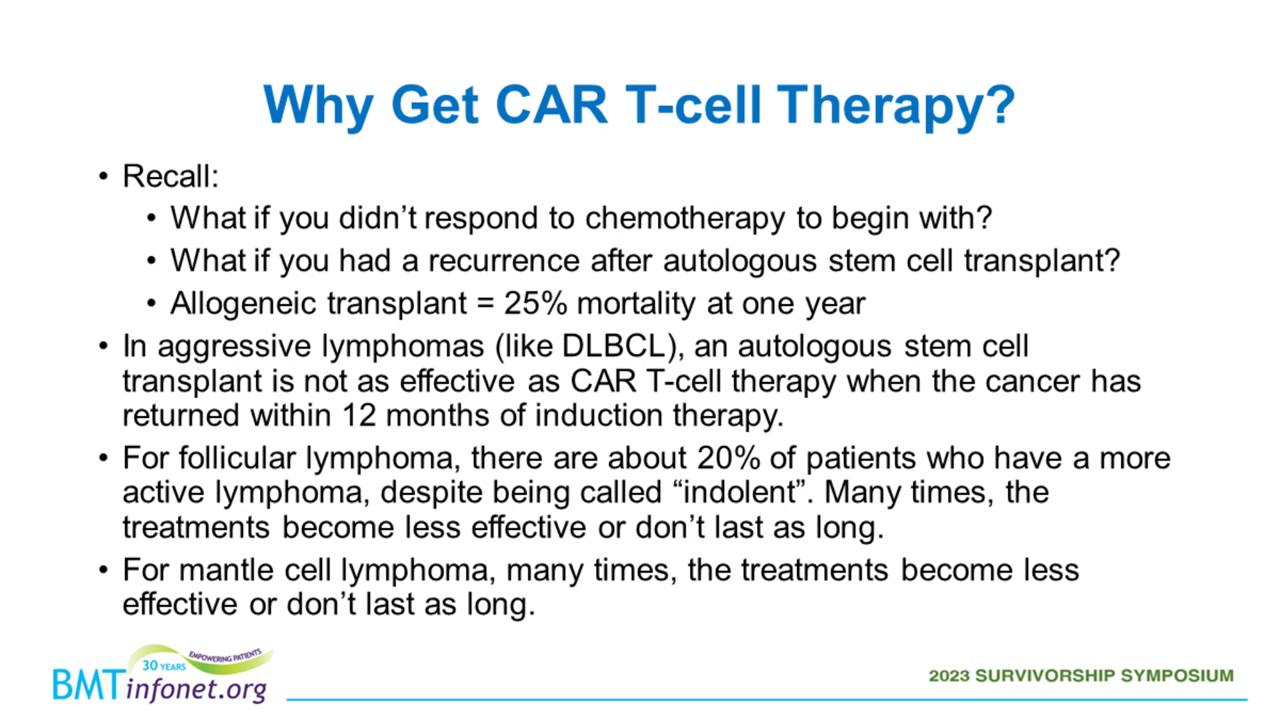 Why Get CAR T-cell Therapy?
• Recall:
• What if you didn’t respond to chemotherapy to begin with?
• What if you had a recurrence after autologous stem cell transplant?
• Allogeneic transplant = 25% mortality at one year
• In aggressive lymphomas (like DLBCL), an autologous stem cell
transplant is not as effective as CAR T-cell therapy when the cancer has
returned within 12 months of induction therapy.
• For follicular lymphoma, there are about 20% of patients who have a more
active lymphoma, despite being called “indolent”. Many times, the
treatments become less effective or don’t last as long.
• For mantle cell lymphoma, many times, the treatments become less
effective or don’t last as long.
30 YEARS EMPOWERING PATIENTS
BMTinfonet.org
2023 SURVIVORSHIP SYMPOSIUM